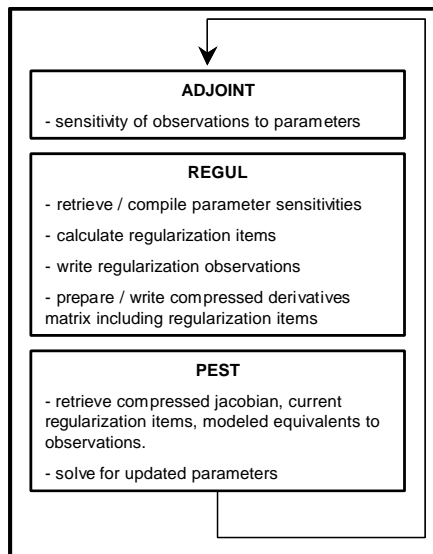 ADJOINT
- sensitivity of observations to parameters
REGUL
- retrieve / compile parameter sensitivities
- calculate regularization items
- write regularization observations
- prepare / write compressed derivatives
matrix including regularization items
PEST
- retrieve compressed jacobian, current
regularization items, modeled equivalents to
observations.
- solve for updated parameters